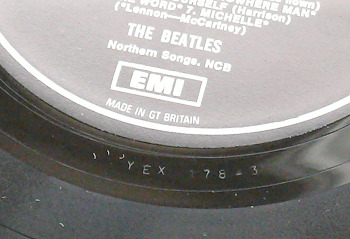 YOURSELF (Harrison)
WORD" 7. MICHELLE"
("Lennon—McCartney)
THE BEATLES
Northern Songs. NCB
EMI
MADE IN GT BRITAIN
YEX 178-3